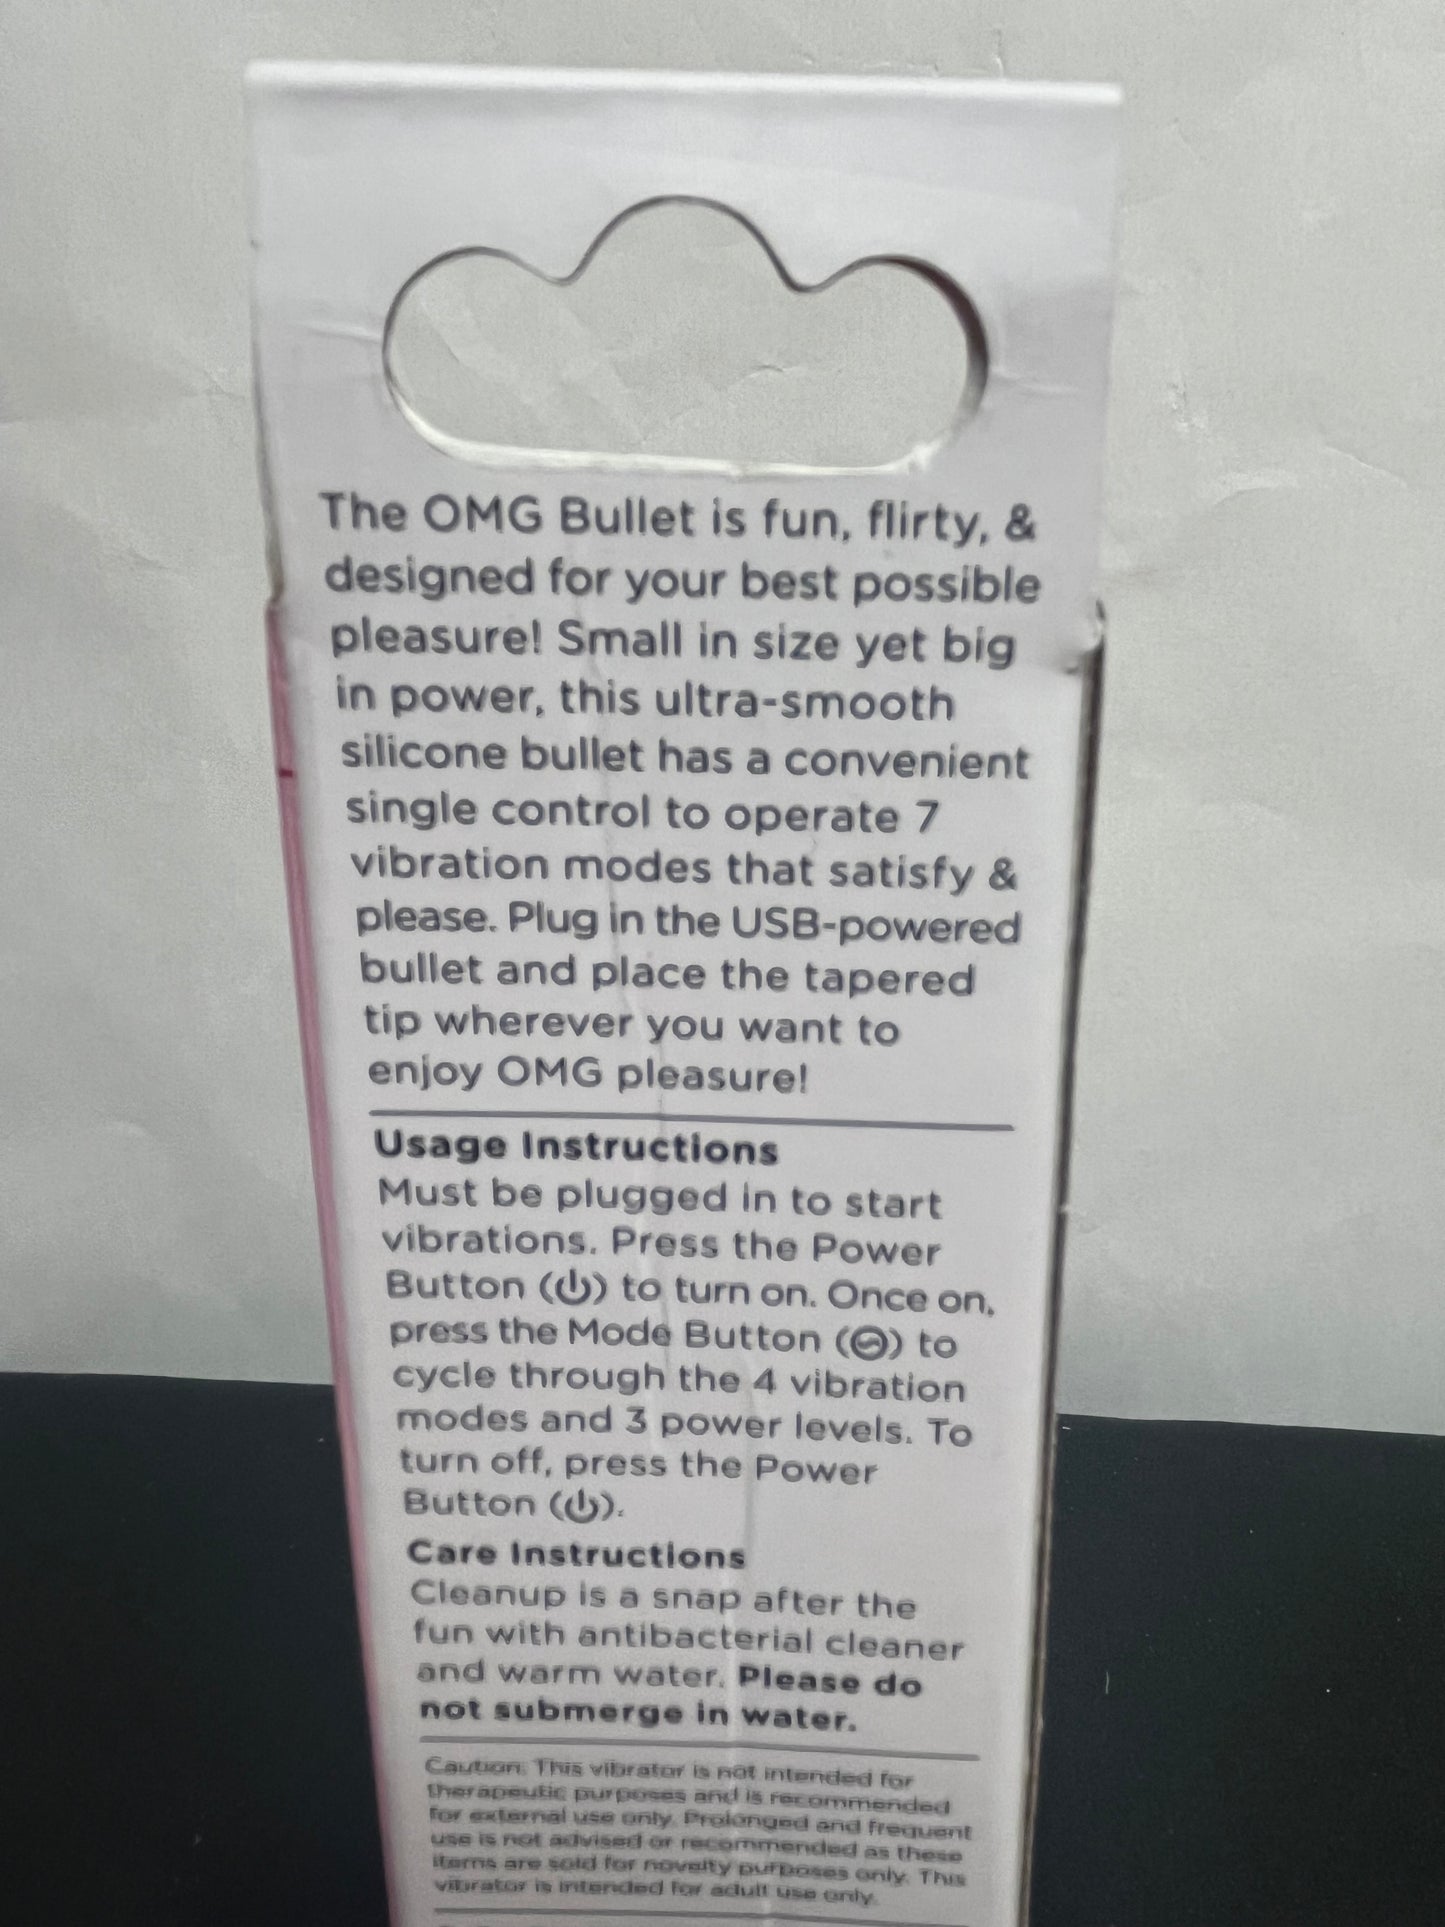 The OMG Bullet is fun, flirty, &
designed for your best possible
pleasure! Small in size yet big
in power, this ultra-smooth
silicone bullet has a convenient
single control to operate 7
vibration modes that satisfy &
please. Plug in the USB-powered
bullet and place the tapered
tip wherever you want to
enjoy OMG pleasure!
Usage Instructions
Must be plugged in to start
vibrations. Press the Power
Button (⏻) to turn on. Once on,
press the Mode Button () to
cycle through the 4 vibration
modes and 3 power levels. To
turn off, press the Power
Button (⏻).
Care Instructions
Cleanup is a snap after the
fun with antibacterial cleaner
and warm water. Please do
not submerge in water.
Caution: This vibrator is not intended for
therapeutic purposes and is recommended
for external use only. Prolonged and frequent
use is not advised or recommended as these
items are sold for novelty purposes only. This
vibrator is intended for adult use only.